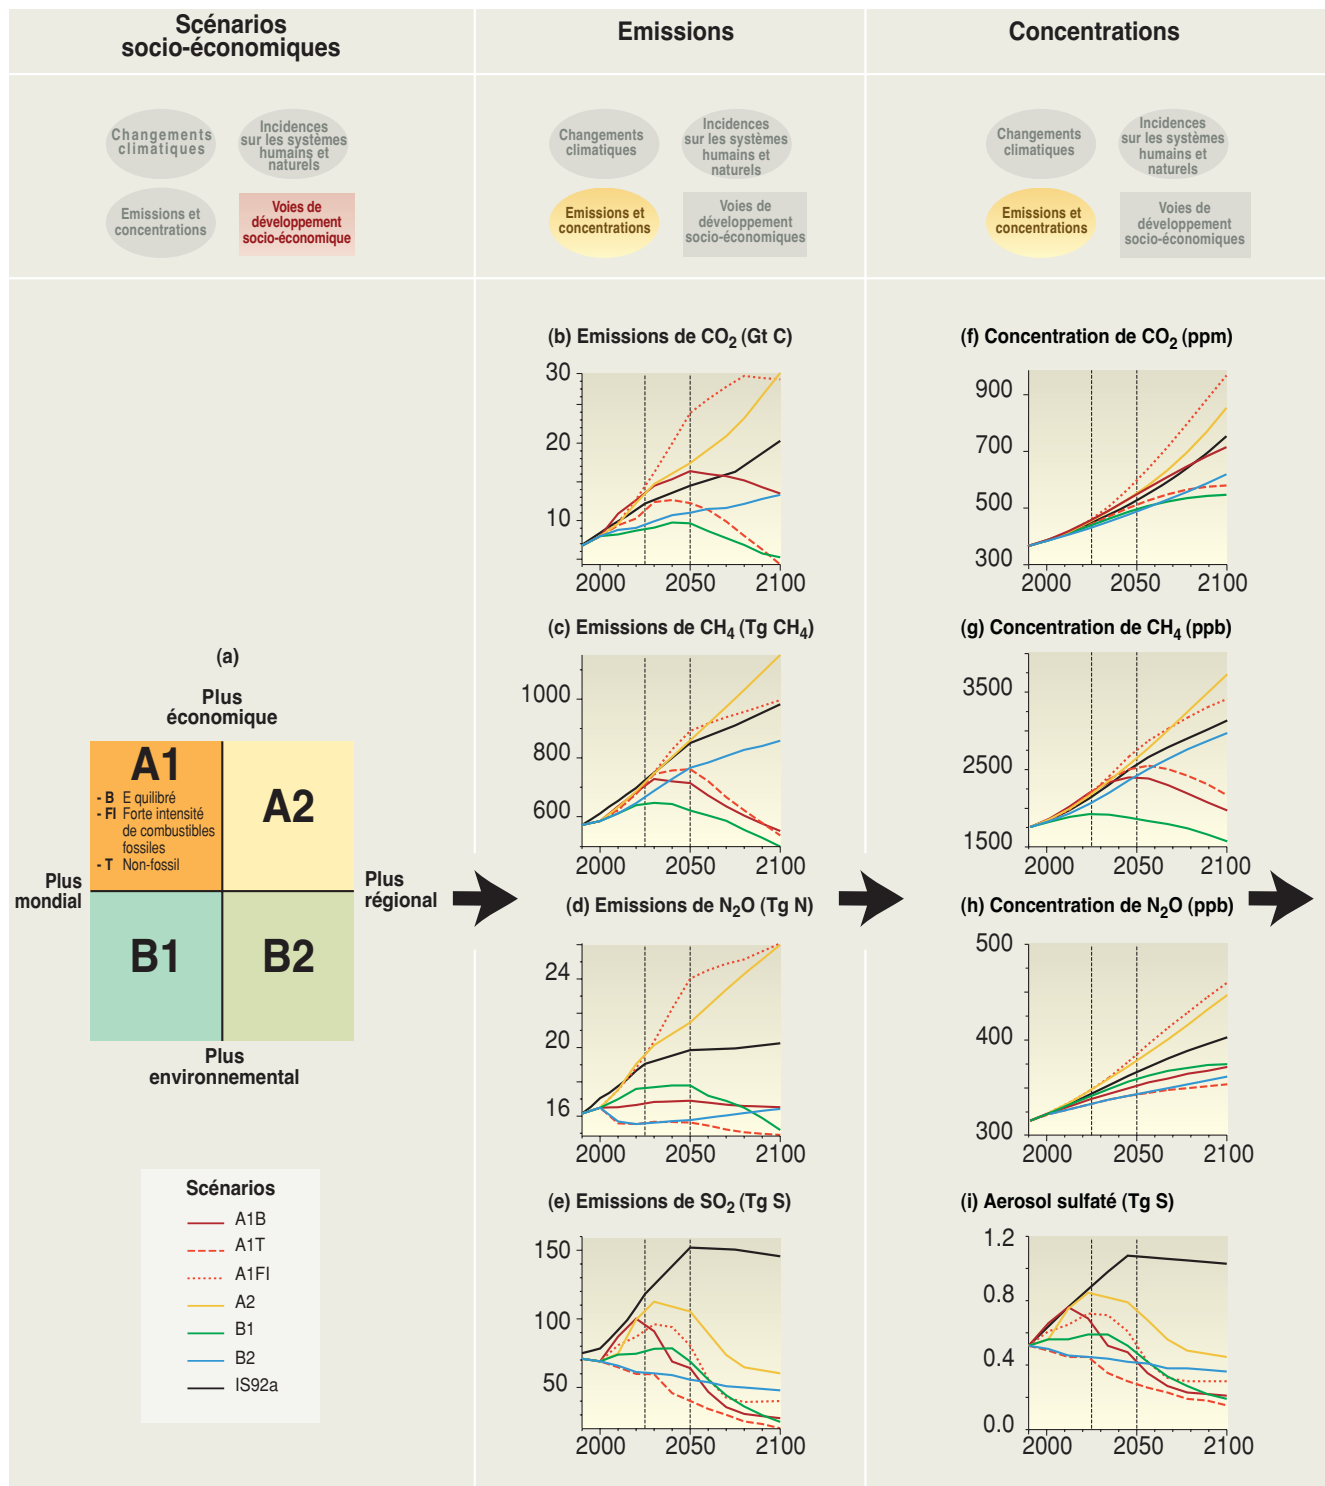 Scénarios
socio-économiques
Emissions
Concentrations
Changements
climatiques
Incidences
sur les systèmes
humains et
naturels
Emissions et
concentrations
Voies de
développement
socio-économique
Changements
climatiques
Incidences
sur les systèmes
humains et
naturels
Emissions et
concentrations
Voies de
développement
socio-économiques
Changements
climatiques
Incidences
sur les systèmes
humains et
naturels
Emissions et
concentrations
Voies de
développement
socio-économiques
(a)
Plus
économique
A1
- B E quilibré
- FI Forte intensité
de combustibles
fossiles
- T Non-fossil
A2
Plus
mondial
Plus
régional
B1
B2
Plus
environnemental
Scénarios
A1B
A1T
A1FI
A2
B1
B2
IS92a
(b) Emissions de CO2 (Gt C)
30
20
10
2000 2050 2100
(c) Emissions de CH4 (Tg CH4)
1000
800
600
2000 2050 2100
(d) Emissions de N2O (Tg N)
24
20
16
2000 2050 2100
(e) Emissions de SO2 (Tg S)
150
100
50
2000 2050 2100
(f) Concentration de CO2 (ppm)
900
700
500
300
2000 2050 2100
(g) Concentration de CH4 (ppb)
3500
2500
1500
2000 2050 2100
(h) Concentration de N2O (ppb)
500
400
300
2000 2050 2100
(i) Aerosol sulfaté (Tg S)
1.2
0.8
0.4
0.0
2000 2050 2100